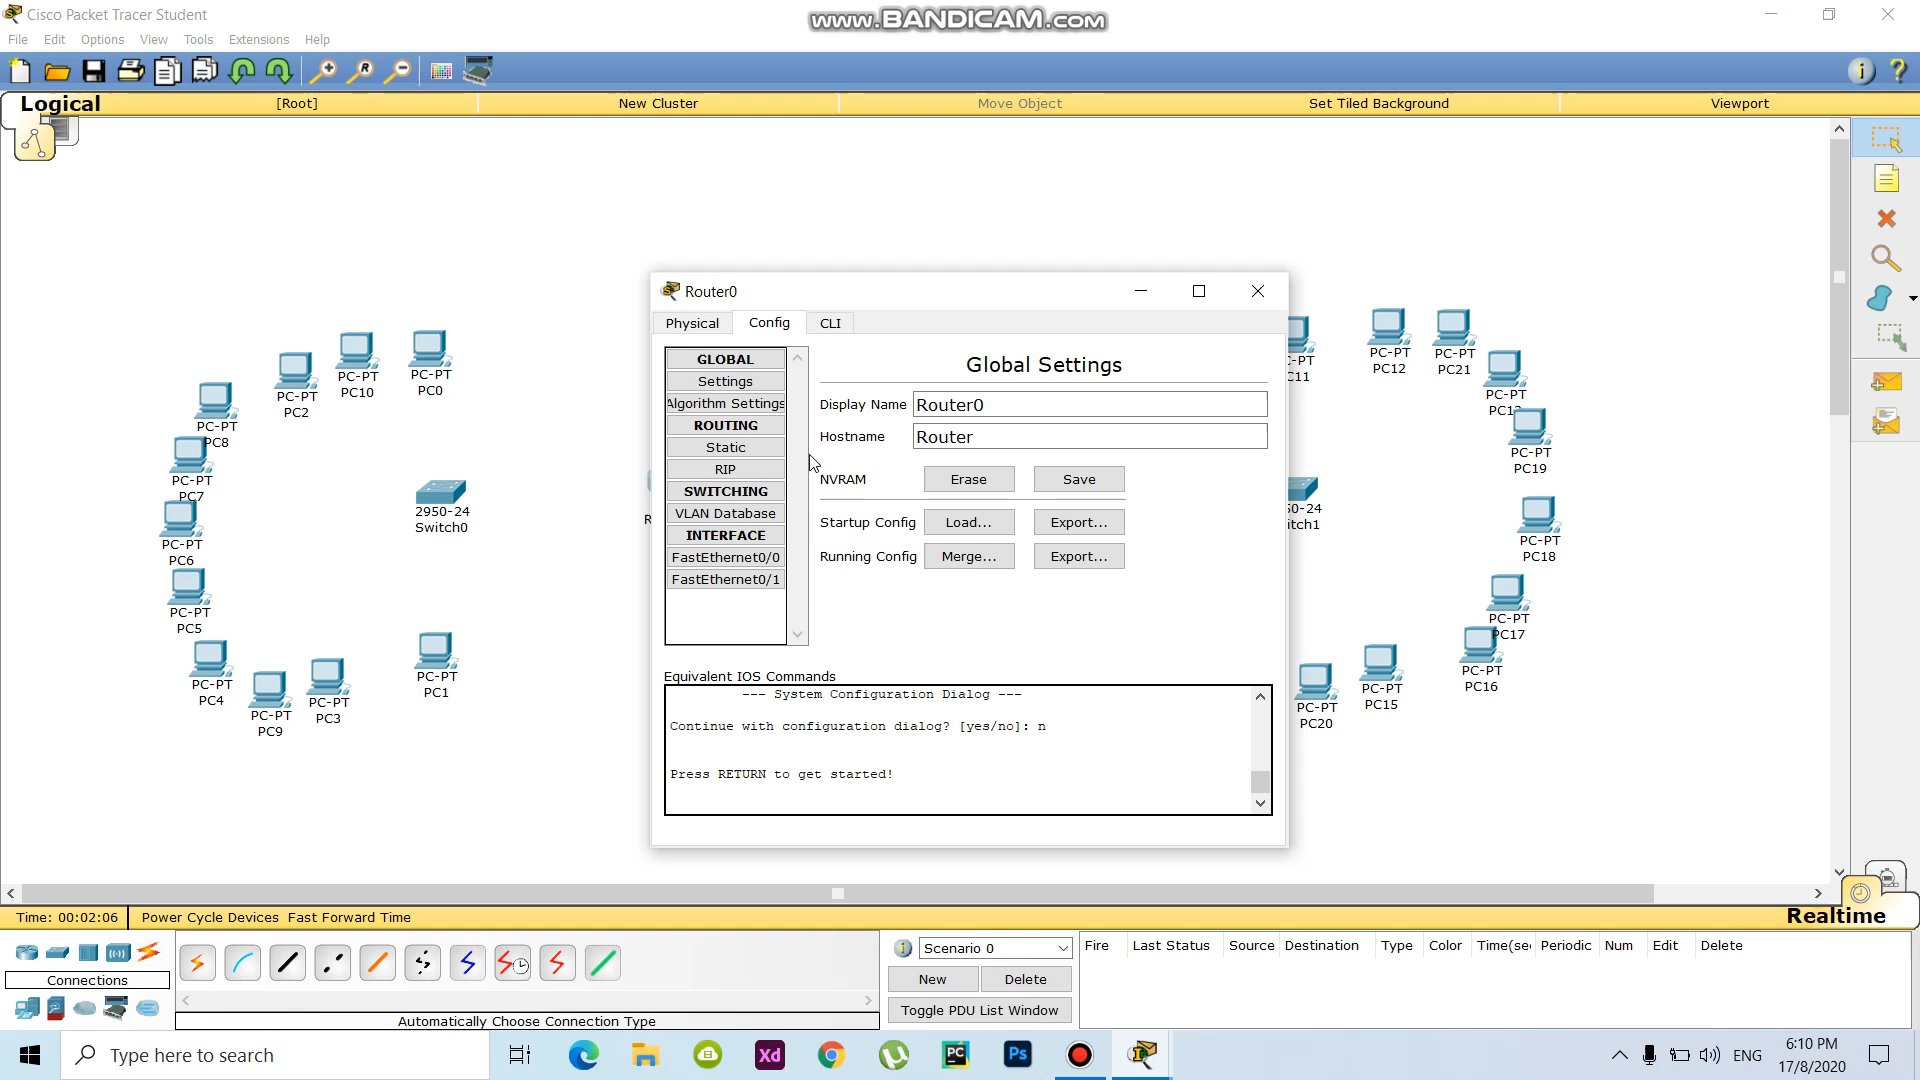 Cisco Packet Tracer Student
www.BANDICAM.com
File Edit Options View Tools Extensions Help
Logical [Root] New Cluster Move Object Set Tiled Background Viewport
Router0
Physical Config CLI
GLOBAL
Settings
Algorithm Settings
ROUTING
Static
RIP
SWITCHING
VLAN Database
INTERFACE
FastEthernet0/0
FastEthernet0/1
Global Settings
Display Name Router0
Hostname Router
NVRAM Erase Save
Startup Config Load... Export...
Running Config Merge... Export...
Equivalent IOS Commands
--- System Configuration Dialog ---
Continue with configuration dialog? [yes/no]: n
Press RETURN to get started!
PC-PT
PC2
PC-PT
PC10
PC-PT
PC0
PC-PT
PC8
PC-PT
PC7
PC-PT
PC6
PC-PT
PC5
PC-PT
PC4
PC-PT
PC9
PC-PT
PC3
PC-PT
PC1
2950-24
Switch0
R
C-PT
C11
PC-PT
PC12
PC-PT
PC21
PC-PT
PC-PT
PC19
50-24
itch1
PC-PT
PC18
PC-PT
PC17
PC-PT
PC16
PC-PT
PC15
PC-PT
PC20
Time: 00:02:06 Power Cycle Devices Fast Forward Time
Realtime
Connections
Automatically Choose Connection Type
Scenario 0
New Delete
Toggle PDU List Window
Fire Last Status Source Destination Type Color Time(sec Periodic Num Edit Delete
Type here to search
ENG
6:10 PM
17/8/2020